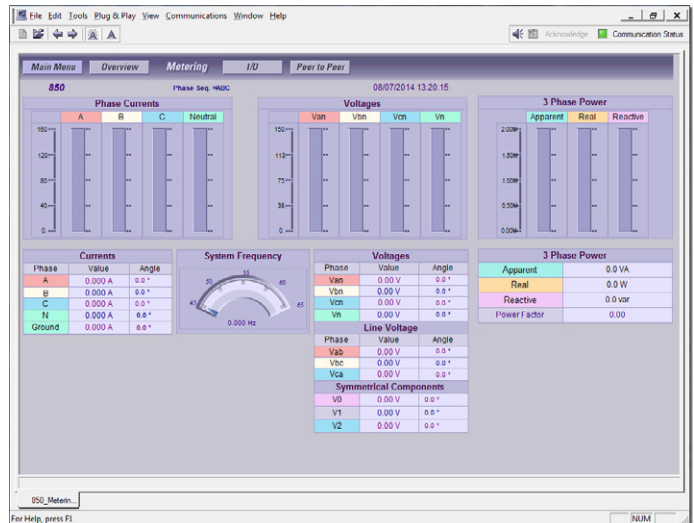 File Edit Tools Plug & Play View Communications Window Help
Acknowledge Communication Status
Main Menu Overview Metering I/O Peer to Peer
850 Phase Seq. =ABC 08/07/2014 13:20:15
Phase Currents
A B C Neutral
160
120
80
40
0
Voltages
Van Vbn Vcn Vn
150
113
75
38
0
3 Phase Power
Apparent Real Reactive
2.00M
1.50M
1.00M
0.50M
0.00M
Currents
Phase Value Angle
A 0.000 A 0.0 °
B 0.000 A 0.0 °
C 0.000 A 0.0 °
N 0.000 A 0.0 °
Ground 0.000 A 0.0 °
System Frequency
45 50 55 60 65
0.000 Hz
Voltages
Phase Value Angle
Van 0.00 V 0.0 °
Vbn 0.00 V 0.0 °
Vcn 0.00 V 0.0 °
Vn 0.00 V 0.0 °
Line Voltage
Phase Value Angle
Vab 0.00 V 0.0 °
Vbc 0.00 V 0.0 °
Vca 0.00 V 0.0 °
Symmetrical Components
V0 0.00 V 0.0 °
V1 0.00 V 0.0 °
V2 0.00 V 0.0 °
3 Phase Power
Apparent 0.0 VA
Real 0.0 W
Reactive 0.0 var
Power Factor 0.00
850_Meterin...
For Help, press F1
NUM